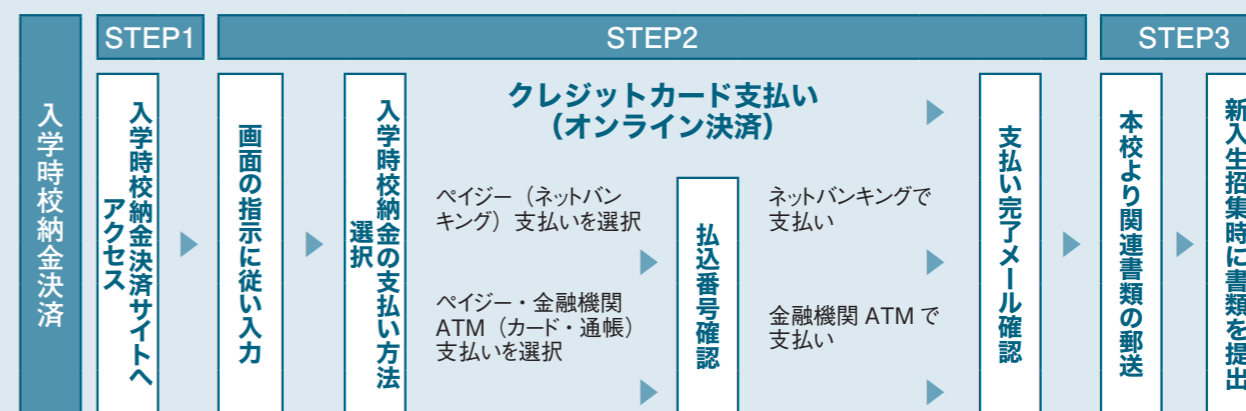 入学時校納金決済
STEP1
入学時校納金決済サイトへ
アクセス
STEP2
画面の指示に従い入力
入学時校納金の支払い方法
選択
クレジットカード支払い
（オンライン決済）
ペイジー（ネットバン
キング）支払いを選択
ペイジー・金融機関
ATM（カード・通帳）
支払いを選択
払込番号確認
ネットバンキングで
支払い
金融機関 ATM で
支払い
支払い完了メール確認
STEP3
本校より関連書類の郵送
新入生招集時に書類を提出